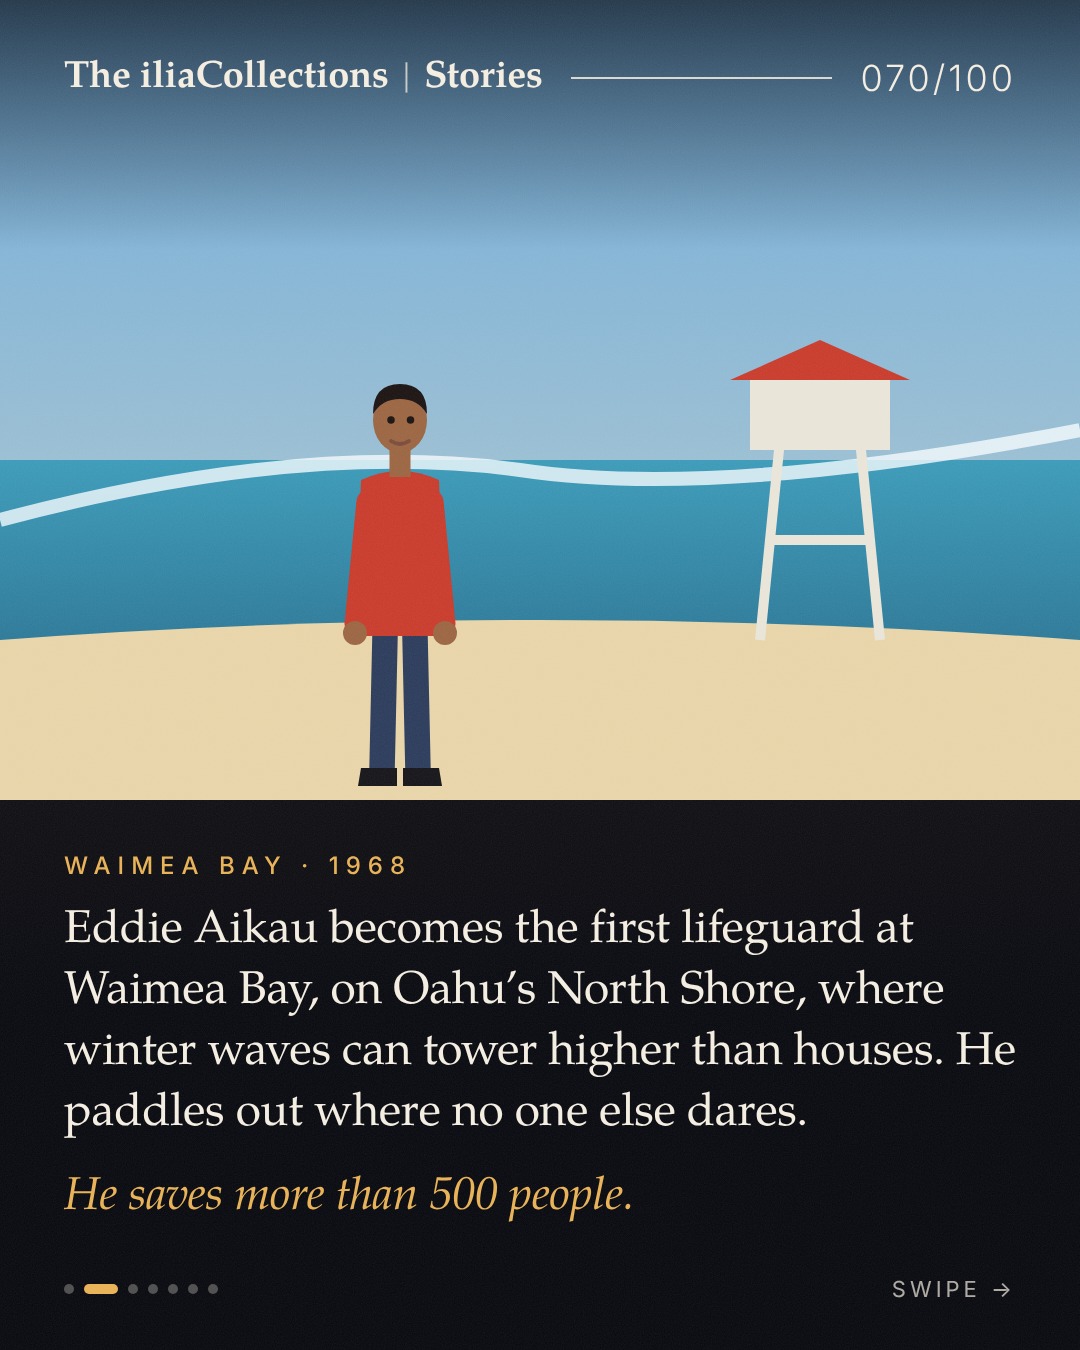 The iliaCollections | Stories 070/100
WAIMEA BAY · 1968
Eddie Aikau becomes the first lifeguard at
Waimea Bay, on Oahu’s North Shore, where
winter waves can tower higher than houses. He
paddles out where no one else dares.
He saves more than 500 people.
SWIPE →